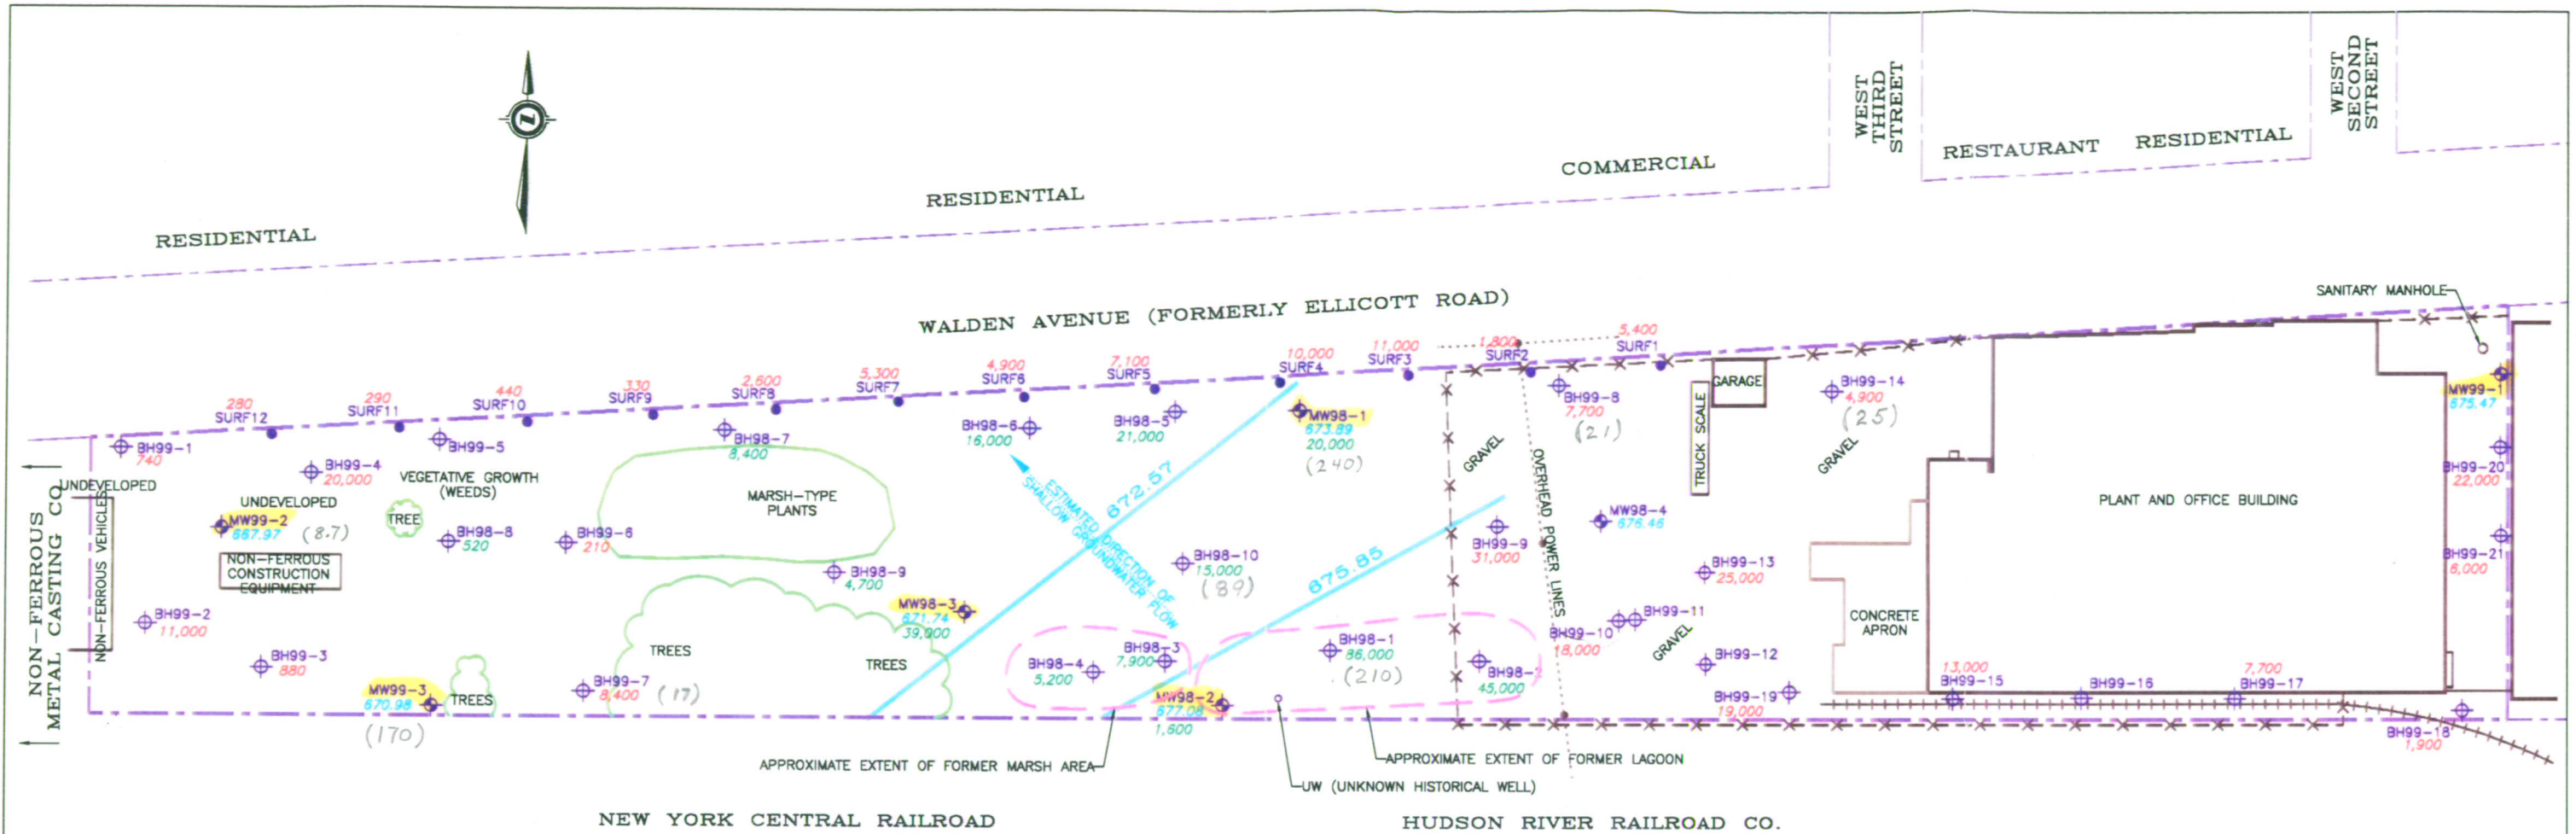 WEST
THIRD
STREET
WEST
SECOND
STREET
RESTAURANT RESIDENTIAL
COMMERCIAL
RESIDENTIAL
RESIDENTIAL
WALDEN AVENUE (FORMERLY ELLICOTT ROAD)
SANITARY MANHOLE
280
SURF12
290
SURF11
440
SURF10
330
SURF9
2,600
SURF8
5,300
SURF7
4,900
SURF6
7,100
SURF5
10,000
SURF4
11,000
SURF3
1,800
SURF2
5,400
SURF1
GARAGE
TRUCK SCALE
BH99-14
4,900
(25)
MW99-1
675.47
BH99-1
740
BH99-4
20,000
BH99-5
BH98-7
8,400
BH98-6
16,000
BH98-5
21,000
MW98-1
673.89
20,000
(240)
BH99-8
7,700
(21)
GRAVEL
GRAVEL
OVERHEAD POWER LINES
BH99-20
22,000
UNDEVELOPED
UNDEVELOPED
VEGETATIVE GROWTH
(WEEDS)
MARSH-TYPE
PLANTS
ESTIMATED DIRECTION OF
SHALLOW GROUNDWATER FLOW
672.57
675.85
PLANT AND OFFICE BUILDING
NON-FERROUS
METAL CASTING CO.
NON-FERROUS VEHICLES
MW99-2
667.97
(8.7)
TREE
BH98-8
520
BH99-6
210
NON-FERROUS
CONSTRUCTION
EQUIPMENT
BH98-9
4,700
BH98-10
15,000
(89)
BH99-9
31,000
MW98-4
676.46
BH99-13
25,000
BH99-21
6,000
BH99-2
11,000
MW98-3
671.74
39,000
BH99-11
BH99-10
18,000
GRAVEL
CONCRETE
APRON
BH99-3
880
TREES
TREES
BH98-4
5,200
BH98-3
7,900
BH98-1
86,000
(210)
BH98-2
45,000
BH99-12
BH99-19
19,000
13,000
BH99-15
BH99-16
7,700
BH99-17
MW99-3
670.98
(170)
TREES
BH99-7
8,400
(17)
MW98-2
677.08
1,600
BH99-18
1,900
APPROXIMATE EXTENT OF FORMER MARSH AREA
APPROXIMATE EXTENT OF FORMER LAGOON
UW (UNKNOWN HISTORICAL WELL)
NEW YORK CENTRAL RAILROAD
HUDSON RIVER RAILROAD CO.